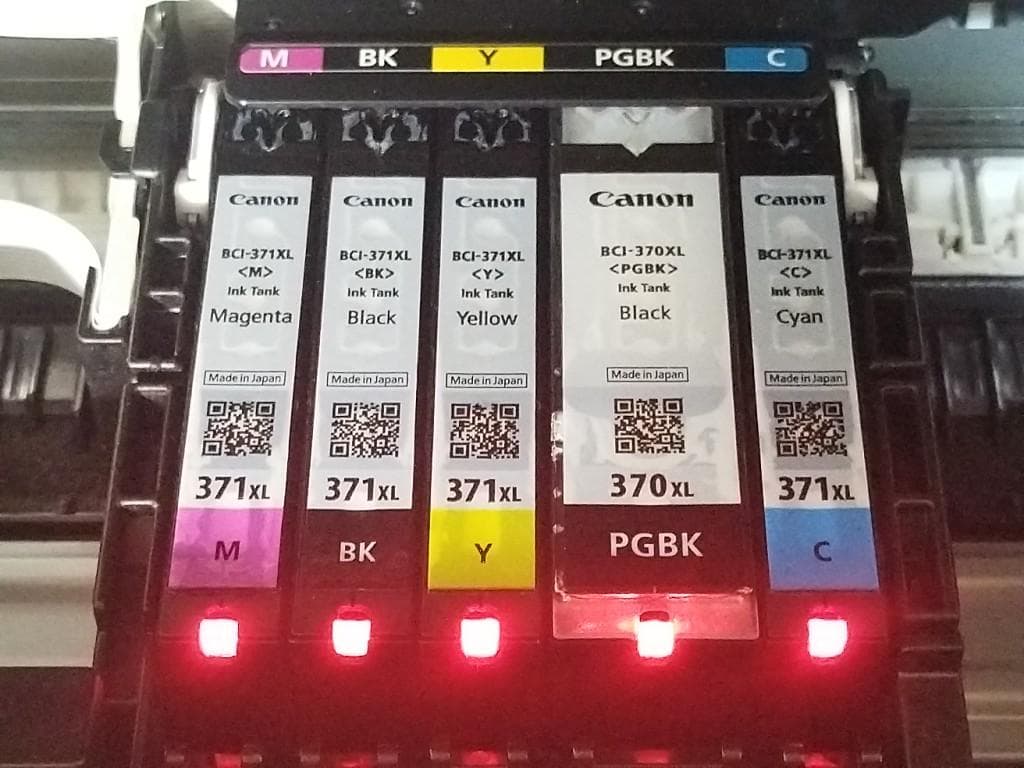 M BK Y PGBK C
Canon
BCI-371XL
<M>
Ink Tank
Magenta
Made in Japan
371XL
M
Canon
BCI-371XL
<BK>
Ink Tank
Black
Made in Japan
371XL
BK
Canon
BCI-371XL
<Y>
Ink Tank
Yellow
Made in Japan
371XL
Y
Canon
BCI-370XL
<PGBK>
Ink Tank
Black
Made in Japan
370XL
PGBK
Canon
BCI-371XL
<C>
Ink Tank
Cyan
Made in Japan
371XL
C